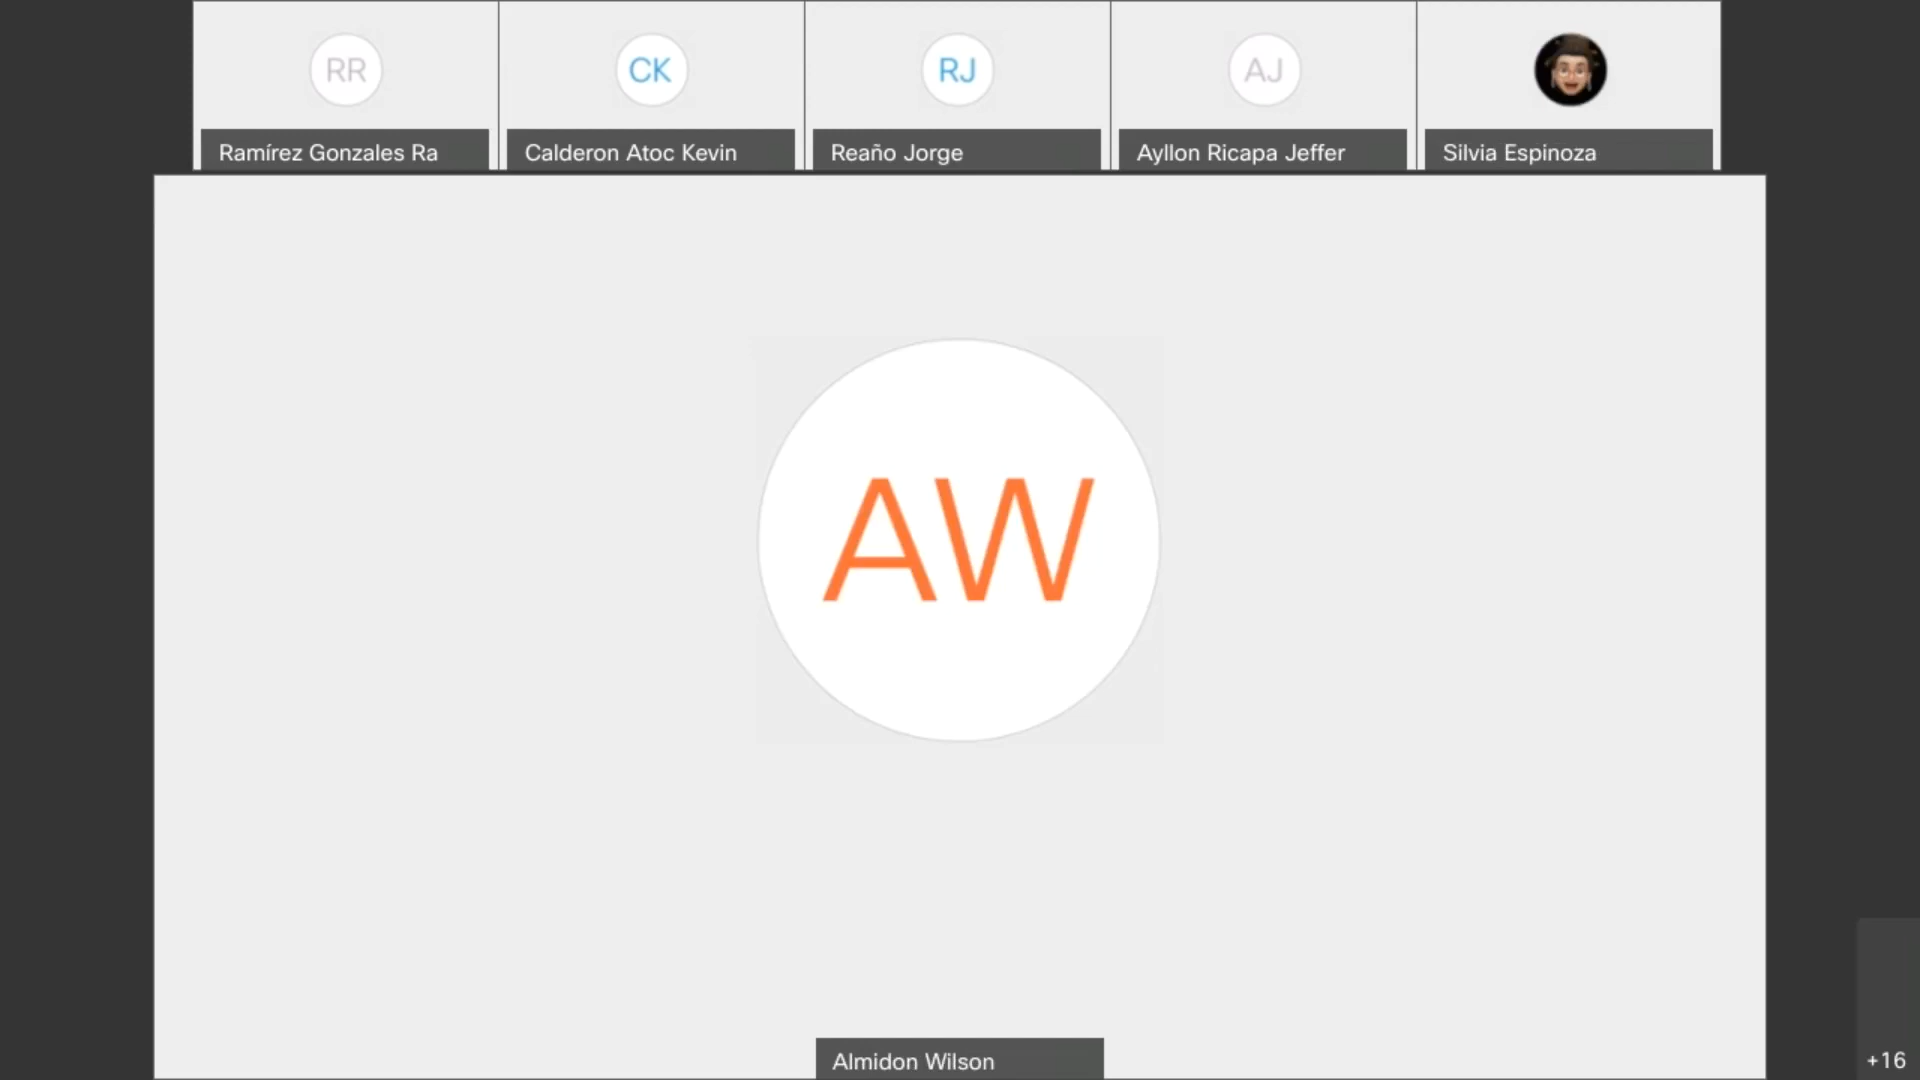 RR
CK
RJ
AJ
Ramírez Gonzales Ra
Calderon Atoc Kevin
Reaño Jorge
Ayllon Ricapa Jeffer
Silvia Espinoza
AW
Almidon Wilson
+16